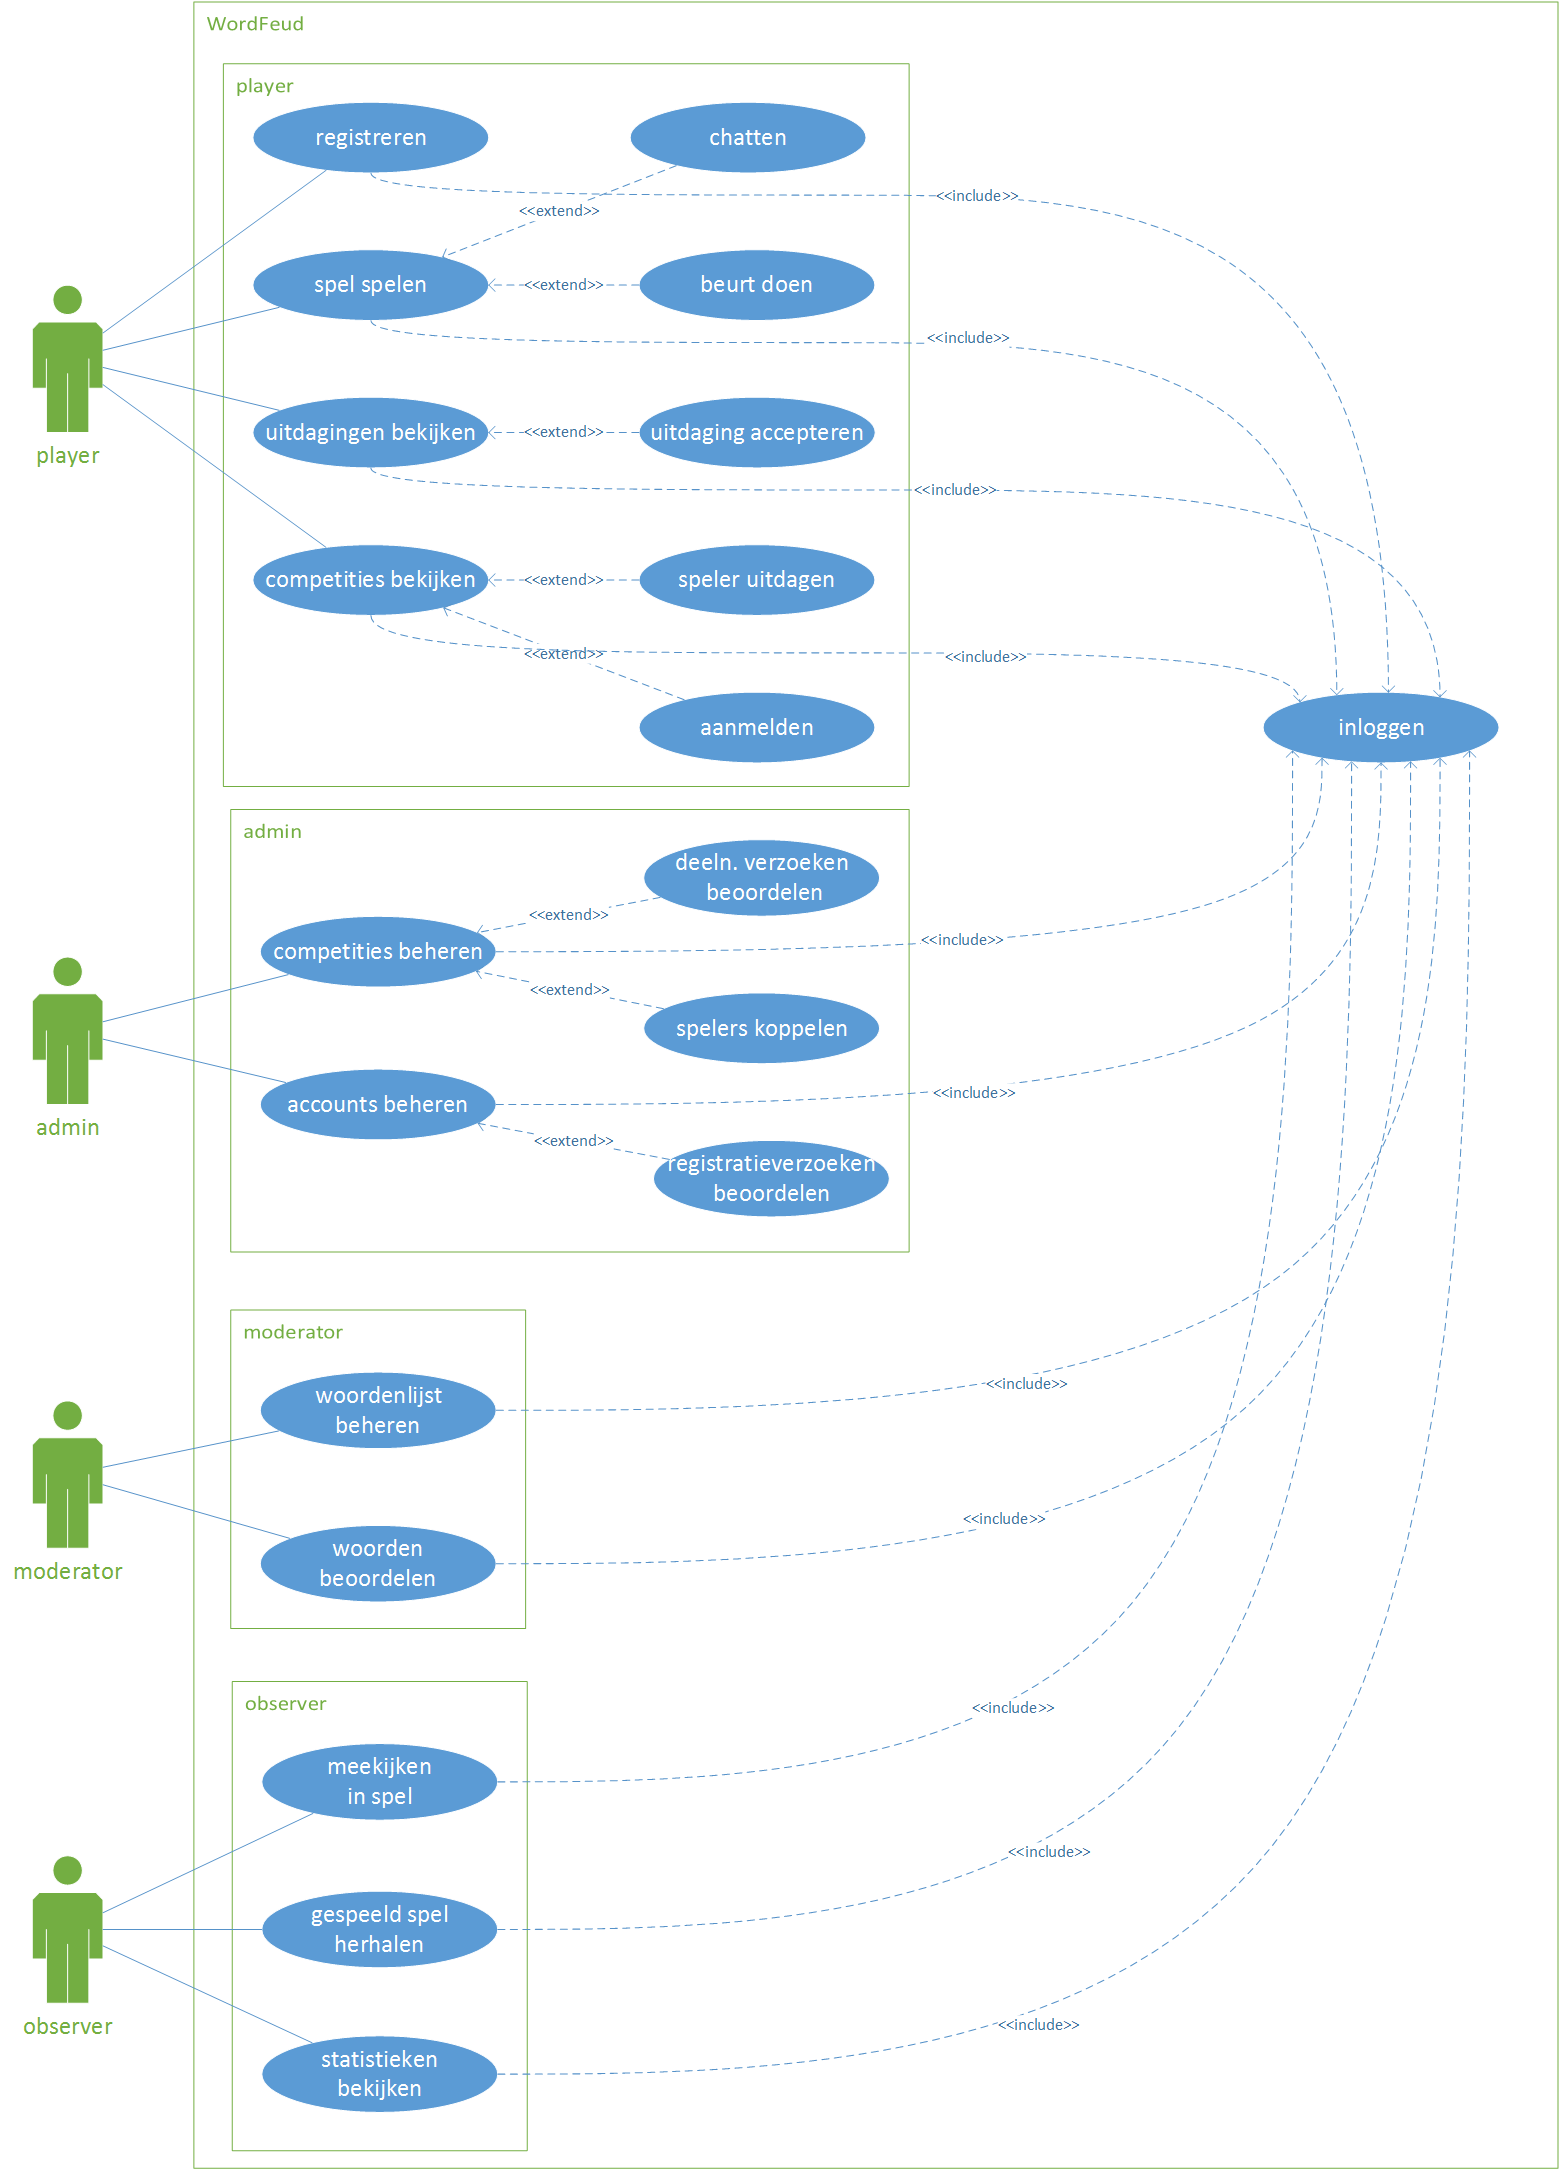 WordFeud
player
registreren
chatten
<<include>>
<<extend>>
spel spelen
<<extend>>
beurt doen
<<include>>
player
uitdagingen bekijken
<<extend>>
uitdaging accepteren
<<include>>
competities bekijken
<<extend>>
speler uitdagen
<<extend>>
<<include>>
aanmelden
inloggen
admin
deeln. verzoeken
beoordelen
<<extend>>
competities beheren
<<include>>
<<extend>>
spelers koppelen
admin
accounts beheren
<<include>>
<<extend>>
registratieverzoeken
beoordelen
moderator
woordenlijst
beheren
<<include>>
moderator
woorden
beoordelen
<<include>>
observer
meekijken
in spel
<<include>>
gespeeld spel
herhalen
<<include>>
observer
statistieken
bekijken
<<include>>